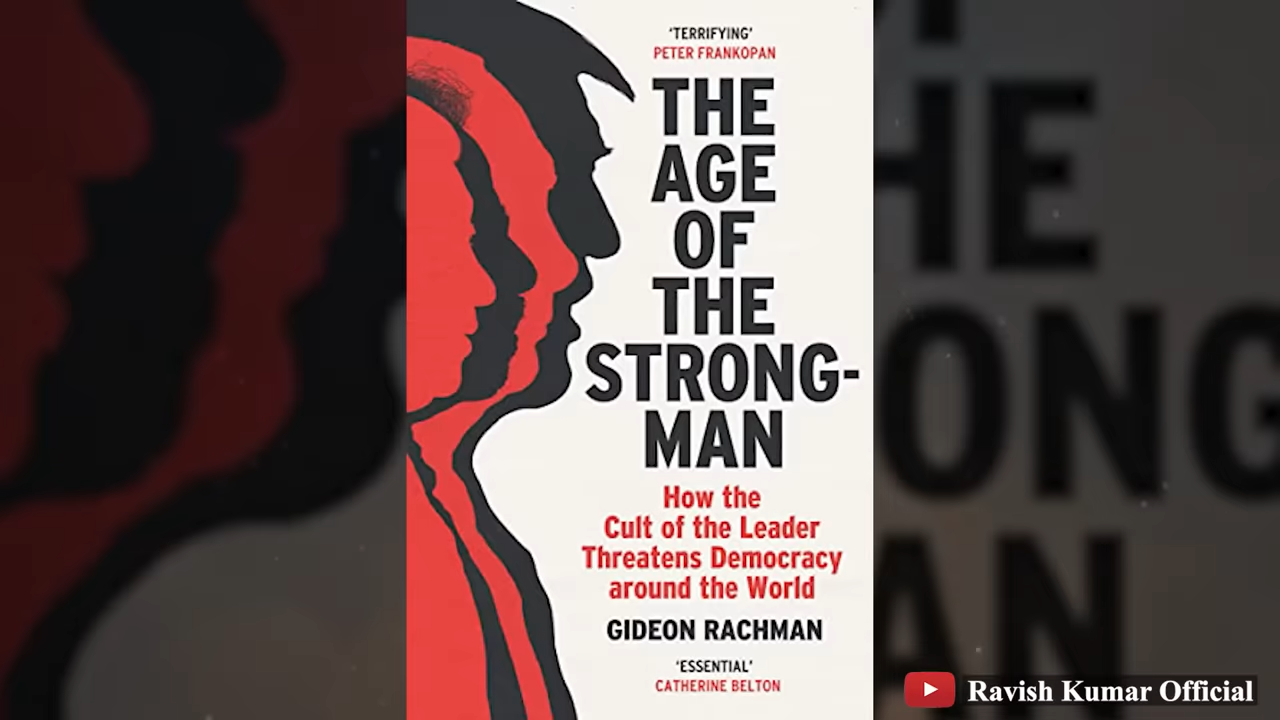 ‘TERRIFYING’
PETER FRANKOPAN
THE
AGE
OF
THE
STRONG-
MAN
How the
Cult of the Leader
Threatens Democracy
around the World
GIDEON RACHMAN
‘ESSENTIAL’
CATHERINE BELTON
Ravish Kumar Official